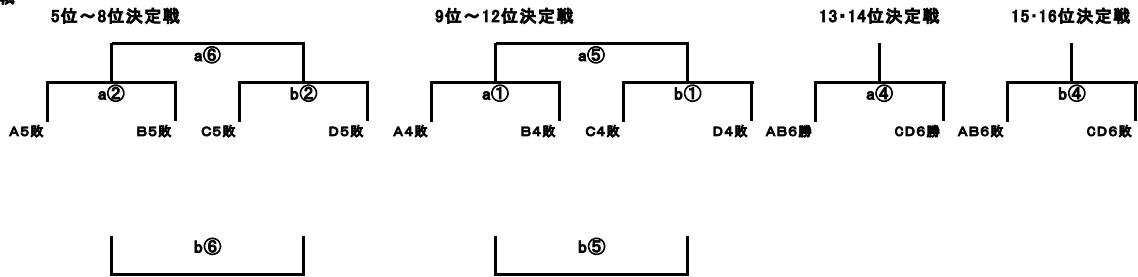 戦
5位～8位決定戦 9位～12位決定戦 13・14位決定戦 15・16位決定戦
a⑥ a⑤
a② b② a① b① a④ b④
A5敗 B5敗 C5敗 D5敗 A4敗 B4敗 C4敗 D4敗 AB6勝 CD6勝 AB6敗 CD6敗
b⑥ b⑤